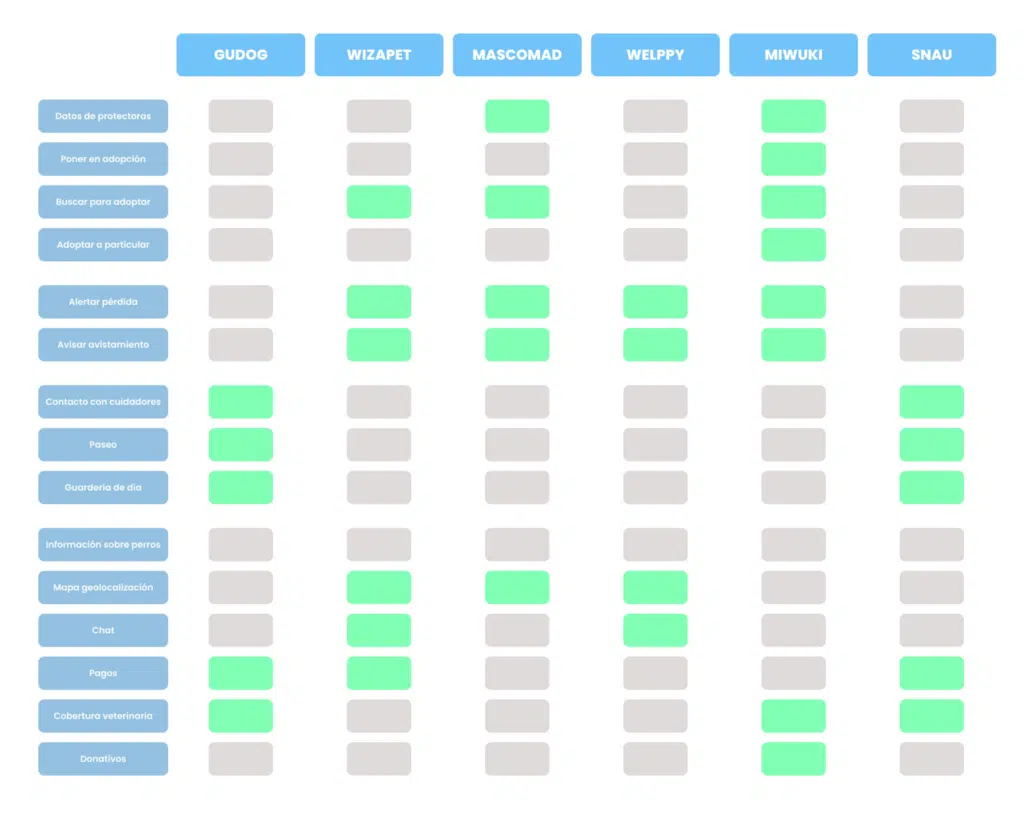 GUDOG WIZAPET MASCOMAD WELPPY MIWUKI SNAU
Datos de protectoras
Poner en adopción
Buscar para adoptar
Adoptar a particular
Alertar pérdida
Avisar avistamiento
Contacto con cuidadores
Paseo
Guardería de día
Información sobre perros
Mapa geolocalización
Chat
Pagos
Cobertura veterinaria
Donativos